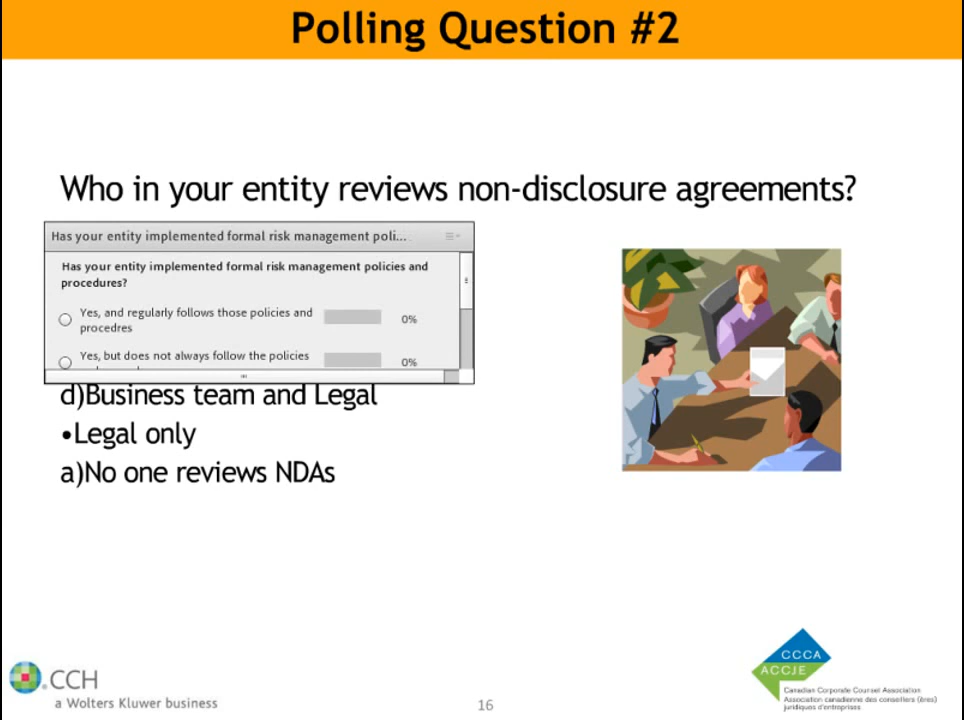 Polling Question #2
Who in your entity reviews non-disclosure agreements?
Has your entity implemented formal risk management poli...
Has your entity implemented formal risk management policies and
procedures?
Yes, and regularly follows those policies and
procedres
0%
Yes, but does not always follow the policies
0%
d)Business team and Legal
•Legal only
a)No one reviews NDAs
CCH
a Wolters Kluwer business
16
CCCA
ACCJE
Canadian Corporate Counsel Association
Association canadienne des conseillers (ères)
juridiques d'entreprises